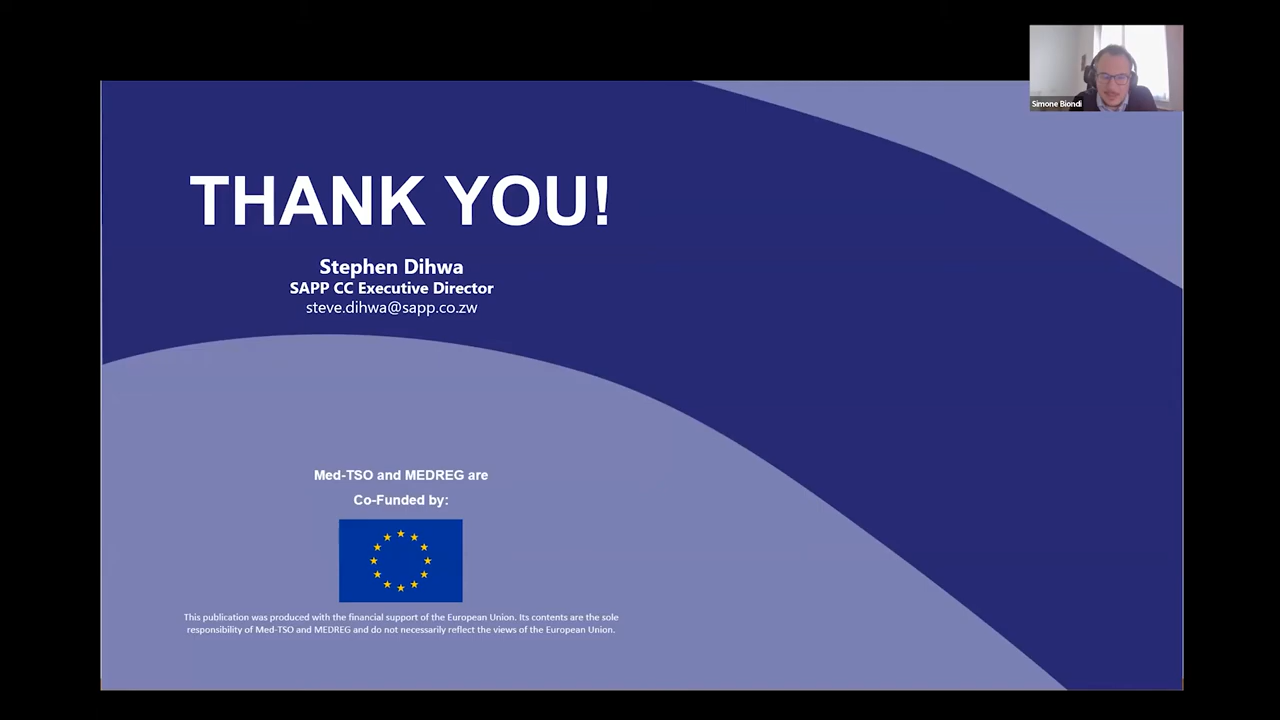 Simone Biondi
THANK YOU!
Stephen Dihwa
SAPP CC Executive Director
steve.dihwa@sapp.co.zw
Med-TSO and MEDREG are
Co-Funded by:
This publication was produced with the financial support of the European Union. Its contents are the sole
responsibility of Med-TSO and MEDREG and do not necessarily reflect the views of the European Union.